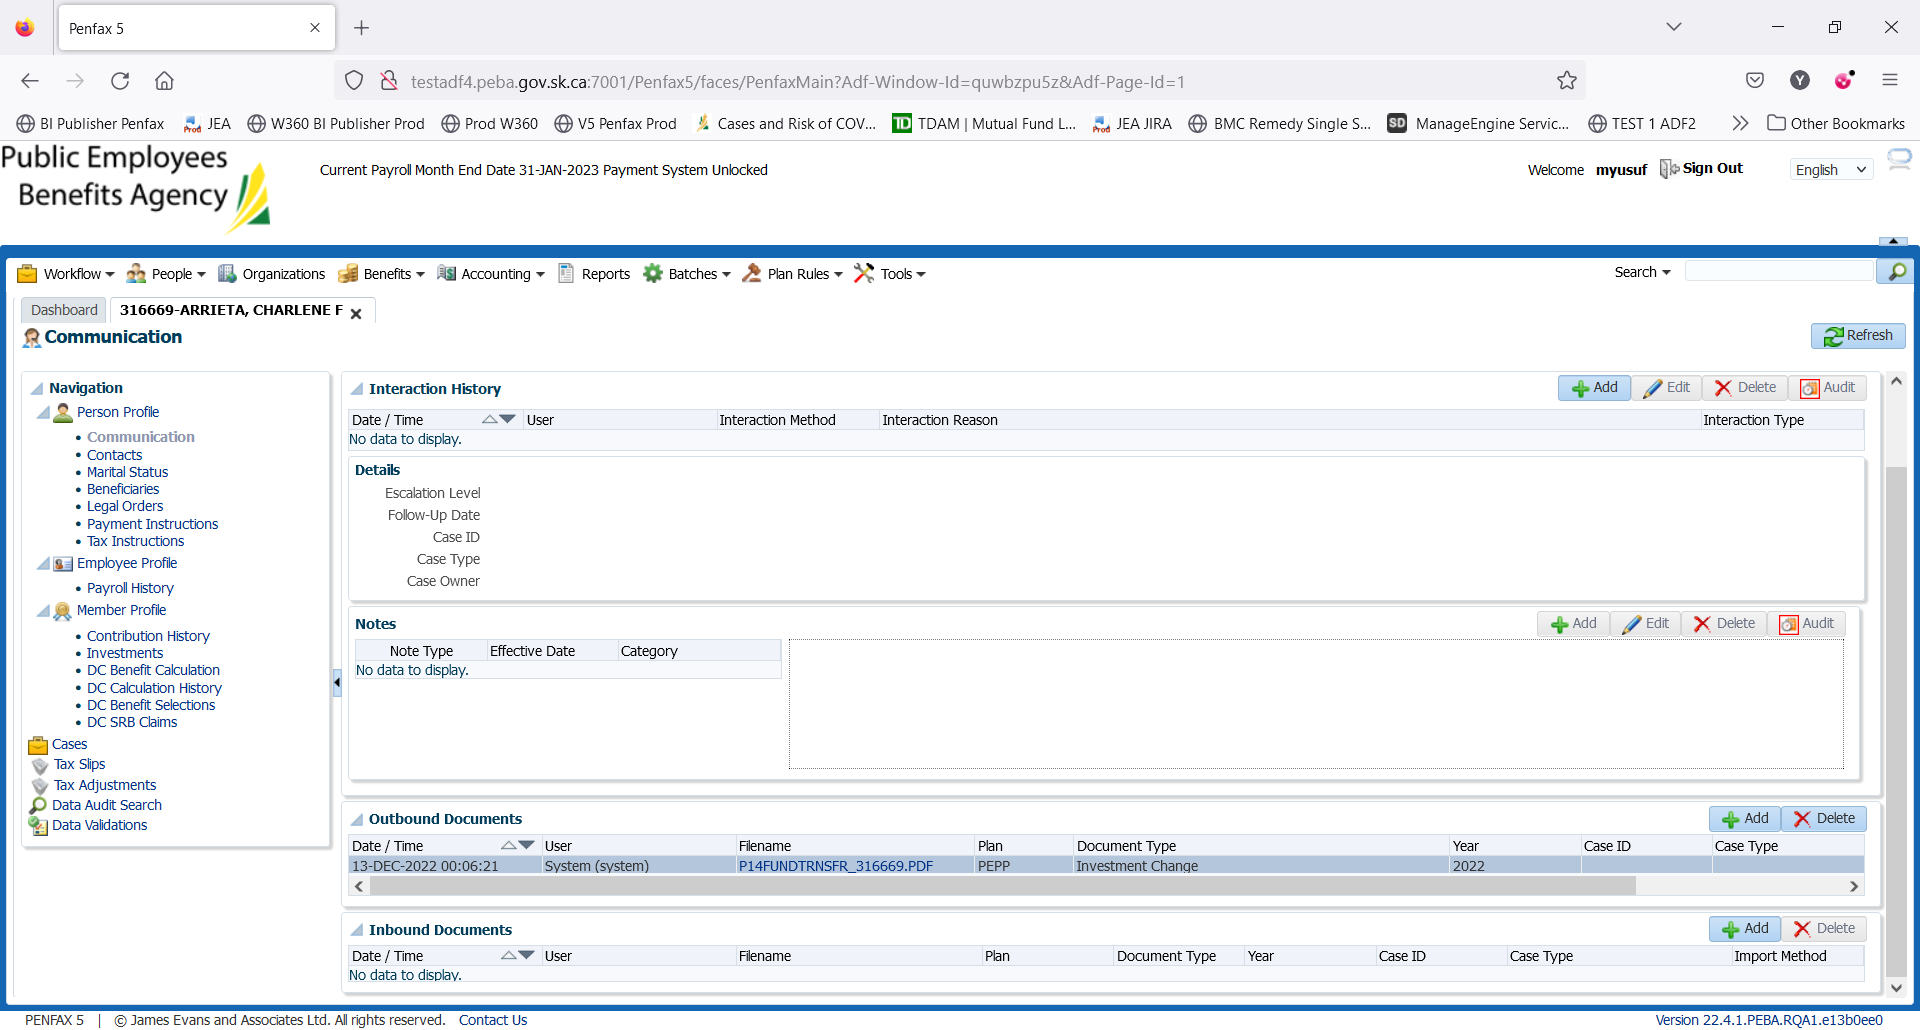 Penfax 5
testadf4.peba.gov.sk.ca:7001/Penfax5/faces/PenfaxMain?Adf-Window-Id=quwbzpu5z&Adf-Page-Id=1
BI Publisher Penfax JEA W360 BI Publisher Prod Prod W360 V5 Penfax Prod Cases and Risk of COV... TDAM | Mutual Fund L... JEA JIRA BMC Remedy Single S... SD ManageEngine Servic... TEST 1 ADF2 Other Bookmarks
Public Employees
Benefits Agency
Current Payroll Month End Date 31-JAN-2023 Payment System Unlocked
Welcome myusuf Sign Out English
Workflow People Organizations Benefits Accounting Reports Batches Plan Rules Tools Search
Dashboard 316669-ARRIETA, CHARLENE F
Communication
Refresh
Navigation
Person Profile
Communication
Contacts
Marital Status
Beneficiaries
Legal Orders
Payment Instructions
Tax Instructions
Employee Profile
Payroll History
Member Profile
Contribution History
Investments
DC Benefit Calculation
DC Calculation History
DC Benefit Selections
DC SRB Claims
Cases
Tax Slips
Tax Adjustments
Data Audit Search
Data Validations
Interaction History Add Edit Delete Audit
Date / Time User Interaction Method Interaction Reason Interaction Type
No data to display.
Details
Escalation Level
Follow-Up Date
Case ID
Case Type
Case Owner
Notes Add Edit Delete Audit
Note Type Effective Date Category
No data to display.
Outbound Documents Add Delete
Date / Time User Filename Plan Document Type Year Case ID Case Type
13-DEC-2022 00:06:21 System (system) P14FUNDTRNSFR_316669.PDF PEPP Investment Change 2022
Inbound Documents Add Delete
Date / Time User Filename Plan Document Type Year Case ID Case Type Import Method
No data to display.
PENFAX 5 | © James Evans and Associates Ltd. All rights reserved. Contact Us
Version 22.4.1.PEBA.RQA1.e13b0ee0